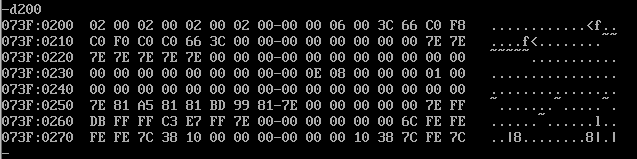 -d200
073F:0200 02 00 02 00 02 00 02 00-00 00 06 00 3C 66 C0 F8 ............<f..
073F:0210 C0 F0 C0 C0 66 3C 00 00-00 00 00 00 00 00 7E 7E ....f<........~~
073F:0220 7E 7E 7E 7E 7E 00 00 00-00 00 00 00 00 00 00 00 ~~~~~...........
073F:0230 00 00 00 00 00 00 00 00-00 0E 08 00 00 00 01 00 ................
073F:0240 00 00 00 00 00 00 00 00-00 00 00 00 00 00 00 00 ................
073F:0250 7E 81 A5 81 81 BD 99 81-7E 00 00 00 00 00 7E FF ~.......~.....~.
073F:0260 DB FF FF C3 E7 FF 7E 00-00 00 00 00 00 6C FE FE ......~......l..
073F:0270 FE FE 7C 38 10 00 00 00-00 00 00 10 38 7C FE 7C ..|8........8|.|
-